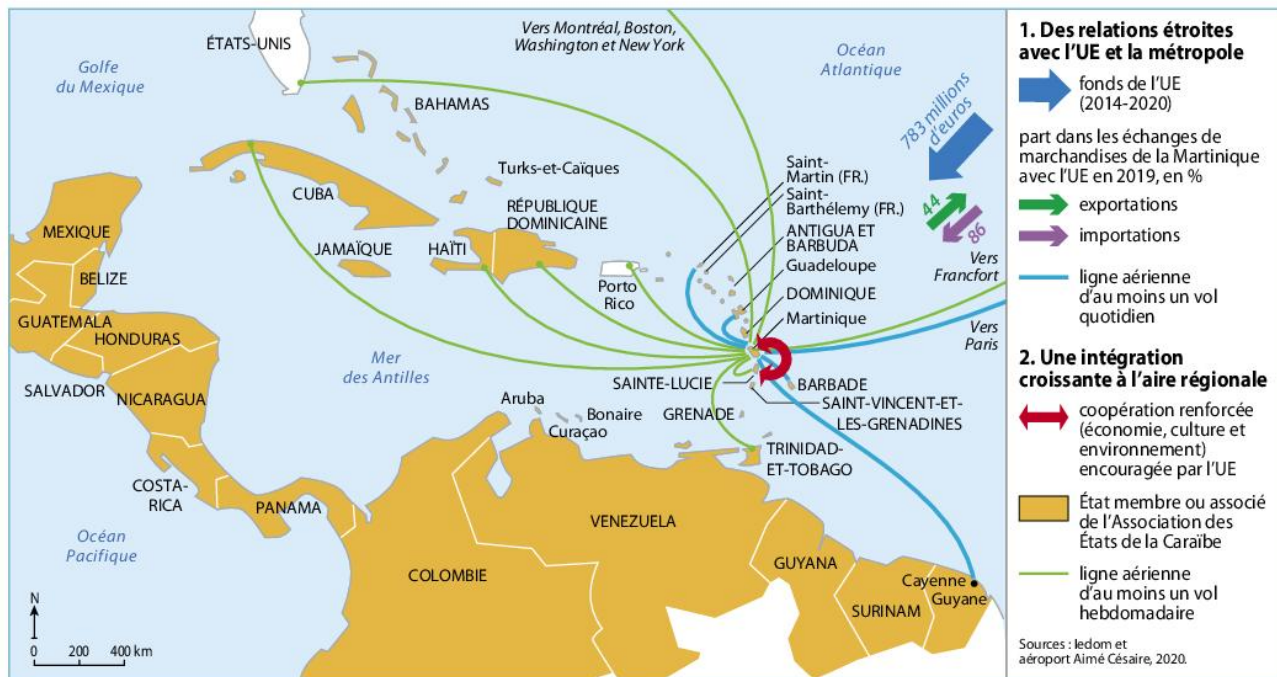 Vers Montréal, Boston,
Washington et New York
ÉTATS-UNIS
Golfe
du Mexique
Océan
Atlantique
BAHAMAS
783 millions
d'euros
Turks-et-Caïques
CUBA
RÉPUBLIQUE
DOMINICAINE
Saint-
Martin (FR.)
Saint-
Barthélemy (FR.)
44
86
MEXIQUE
JAMAÏQUE
HAÏTI
ANTIGUA ET
BARBUDA
Vers
Francfort
BELIZE
Porto
Rico
Guadeloupe
DOMINIQUE
Martinique
GUATEMALA
HONDURAS
Vers
Paris
Mer
des Antilles
SALVADOR
NICARAGUA
SAINTE-LUCIE
BARBADE
SAINT-VINCENT-ET-
LES-GRENADINES
Aruba
Bonaire
Curaçao
GRENADE
TRINIDAD-
ET-TOBAGO
COSTA-
RICA
PANAMA
VENEZUELA
Océan
Pacifique
COLOMBIE
GUYANA
SURINAM
Cayenne
Guyane
N
0 200 400 km
1. Des relations étroites
avec l'UE et la métropole
fonds de l'UE
(2014-2020)
part dans les échanges de
marchandises de la Martinique
avec l'UE en 2019, en %
exportations
importations
ligne aérienne
d'au moins un vol
quotidien
2. Une intégration
croissante à l'aire régionale
coopération renforcée
(économie, culture et
environnement)
encouragée par l'UE
État membre ou associé
de l'Association des
États de la Caraïbe
ligne aérienne
d'au moins un vol
hebdomadaire
Sources : Iedom et
aéroport Aimé Césaire, 2020.